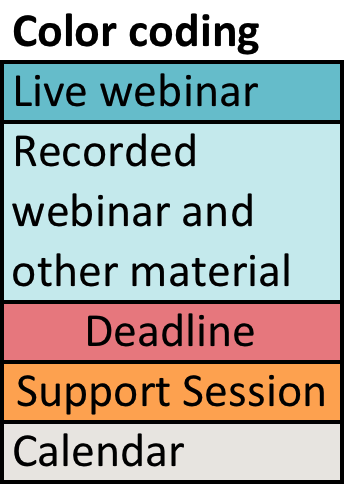 Color coding
Live webinar
Recorded
webinar and
other material
Deadline
Support Session
Calendar